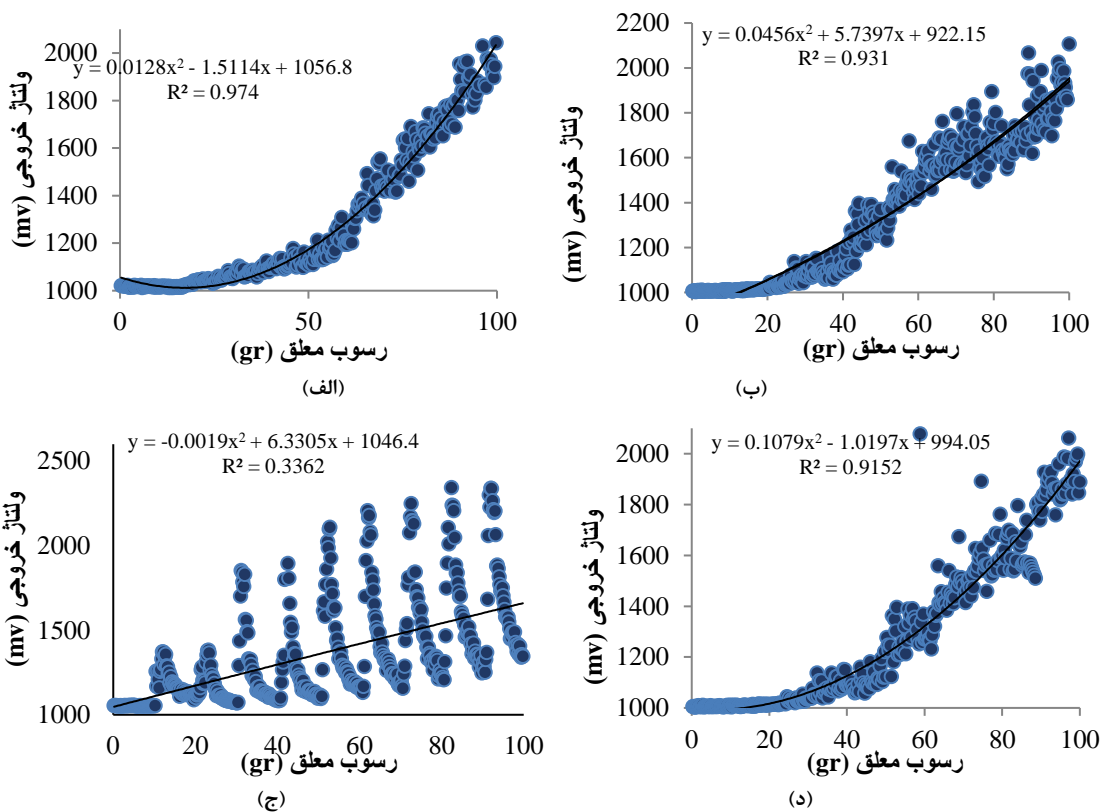 y = 0.0128x² - 1.5114x + 1056.8
R² = 0.974
2000
1800
1600
1400
1200
1000
0
50
100
ولتاژ خروجی (mv)
رسوب معلق (gr)
(الف)
y = 0.0456x² + 5.7397x + 922.15
R² = 0.931
2200
2000
1800
1600
1400
1200
1000
0
20
40
60
80
100
ولتاژ خروجی (mv)
رسوب معلق (gr)
(ب)
y = -0.0019x² + 6.3305x + 1046.4
R² = 0.3362
2500
2000
1500
1000
0
20
40
60
80
100
ولتاژ خروجی (mv)
رسوب معلق (gr)
(ج)
y = 0.1079x² - 1.0197x + 994.05
R² = 0.9152
2000
1800
1600
1400
1200
1000
0
20
40
60
80
100
ولتاژ خروجی (mv)
رسوب معلق (gr)
(د)